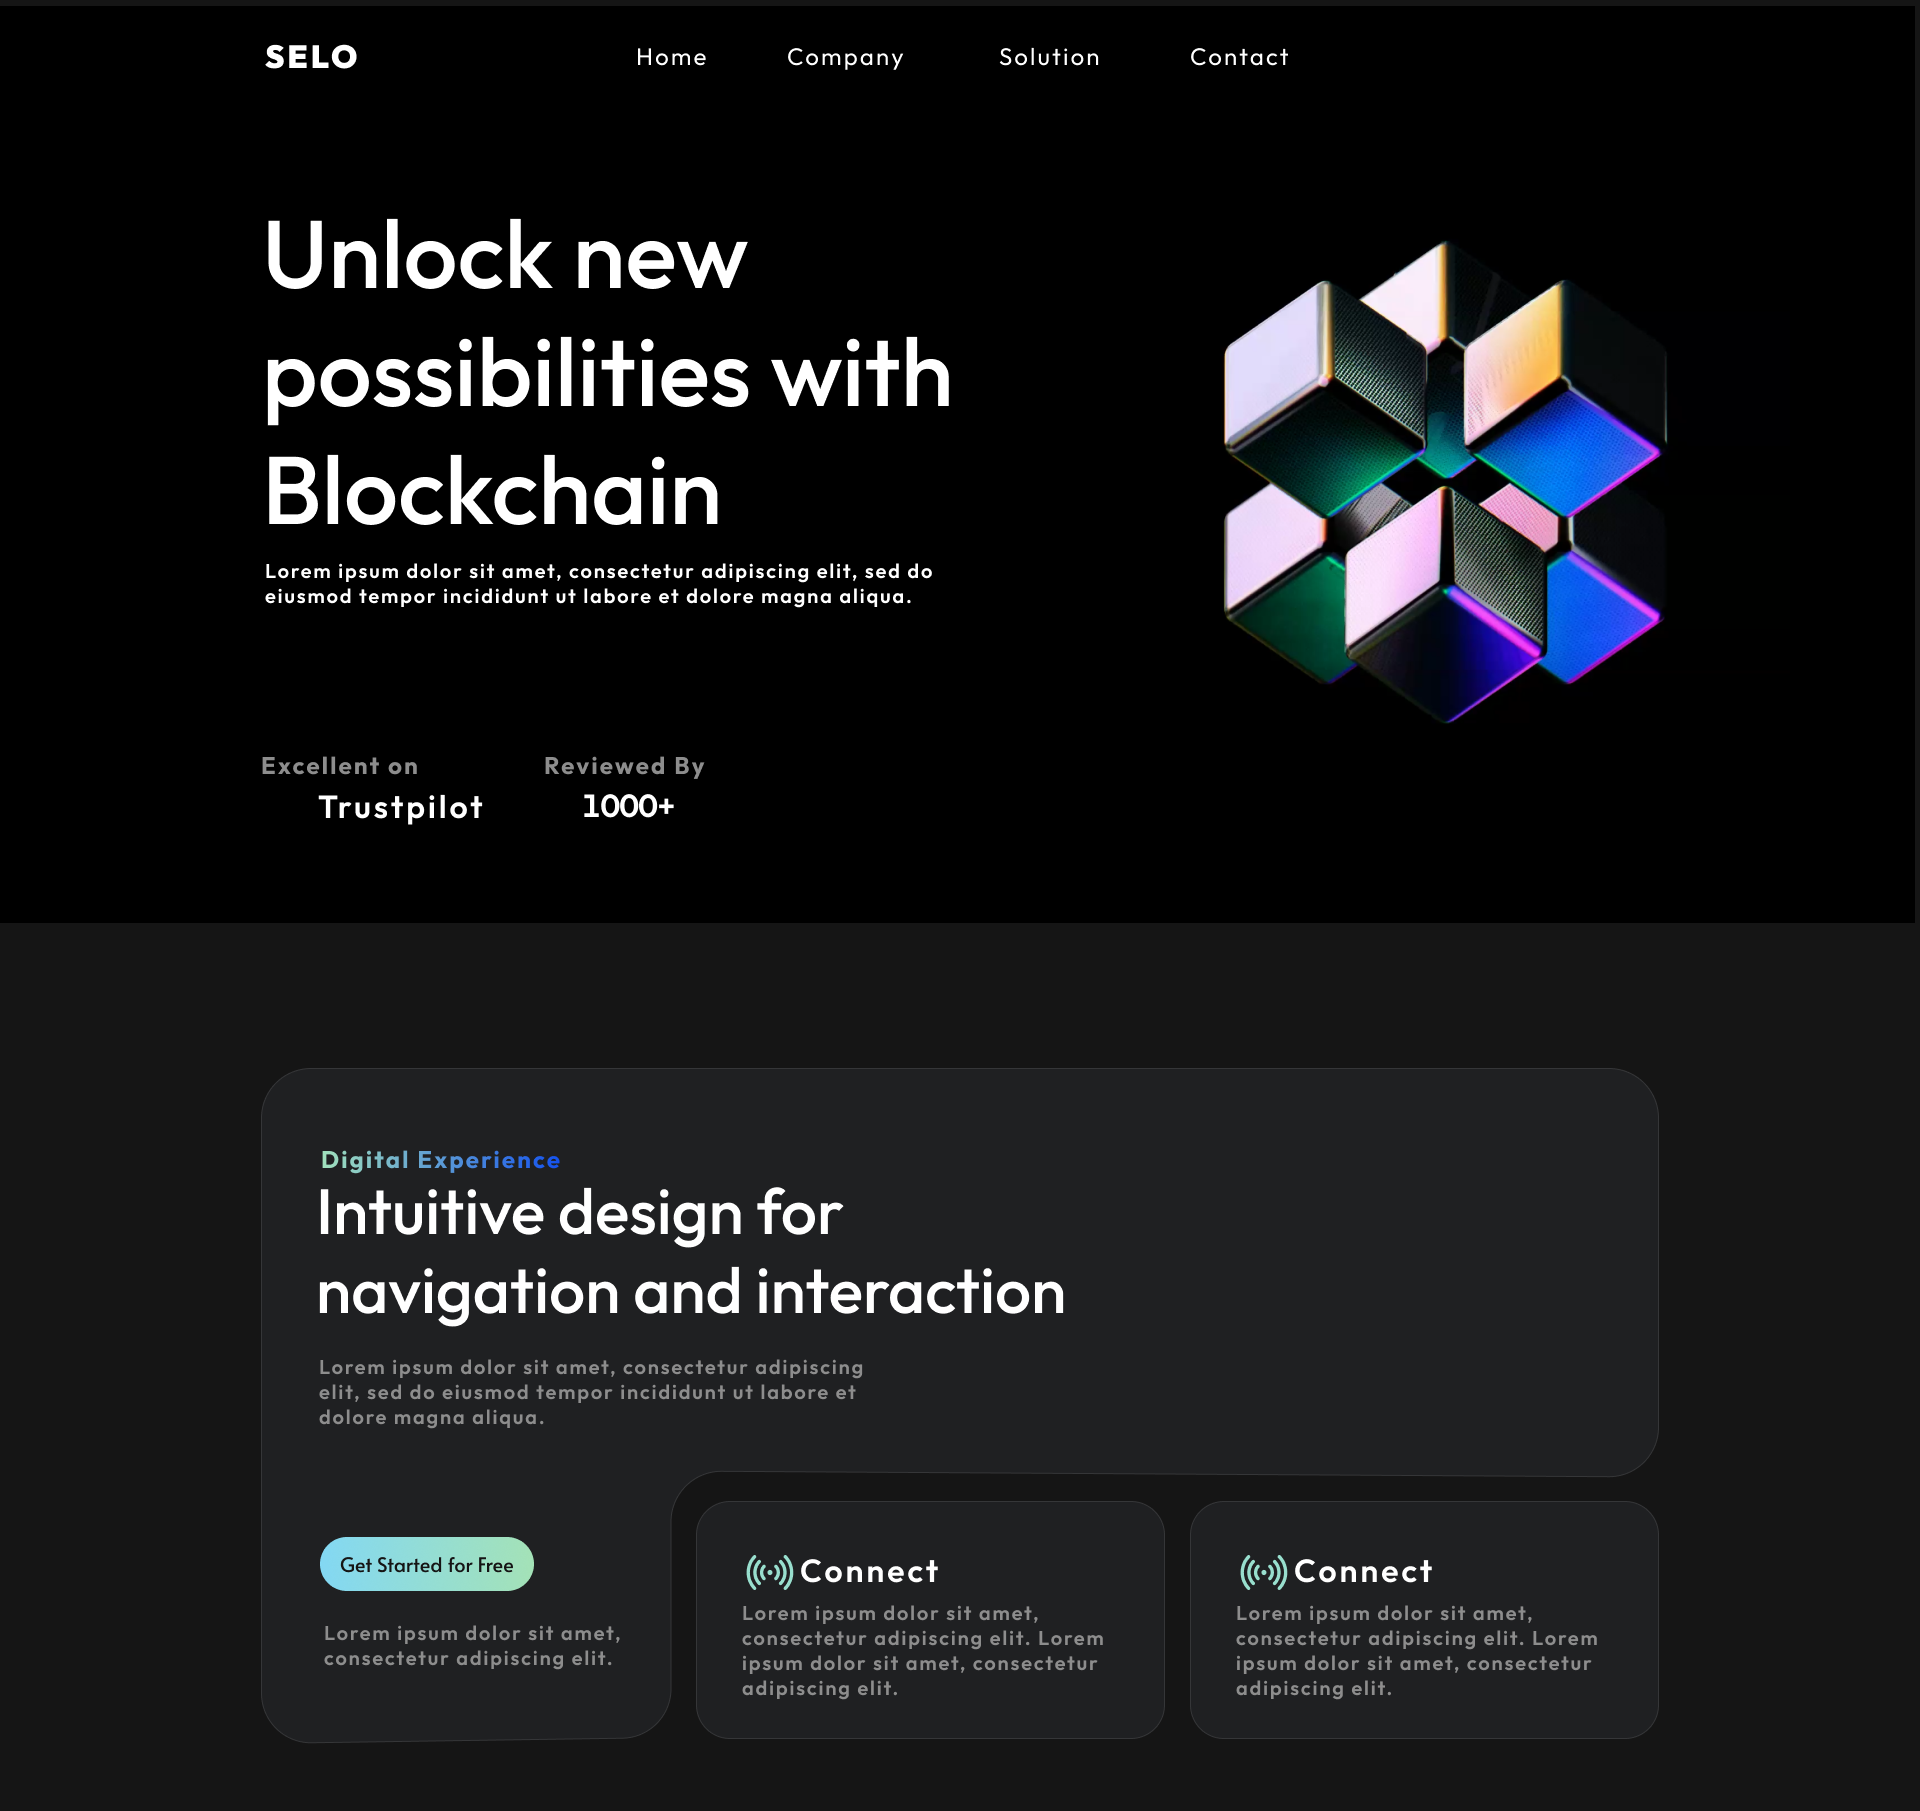 SELO
Home
Company
Solution
Contact
Unlock new
possibilities with
Blockchain
Lorem ipsum dolor sit amet, consectetur adipiscing elit, sed do
eiusmod tempor incididunt ut labore et dolore magna aliqua.
Excellent on
Trustpilot
Reviewed By
1000+
Digital Experience
Intuitive design for
navigation and interaction
Lorem ipsum dolor sit amet, consectetur adipiscing
elit, sed do eiusmod tempor incididunt ut labore et
dolore magna aliqua.
Get Started for Free
Lorem ipsum dolor sit amet,
consectetur adipiscing elit.
Connect
Lorem ipsum dolor sit amet,
consectetur adipiscing elit. Lorem
ipsum dolor sit amet, consectetur
adipiscing elit.
Connect
Lorem ipsum dolor sit amet,
consectetur adipiscing elit. Lorem
ipsum dolor sit amet, consectetur
adipiscing elit.